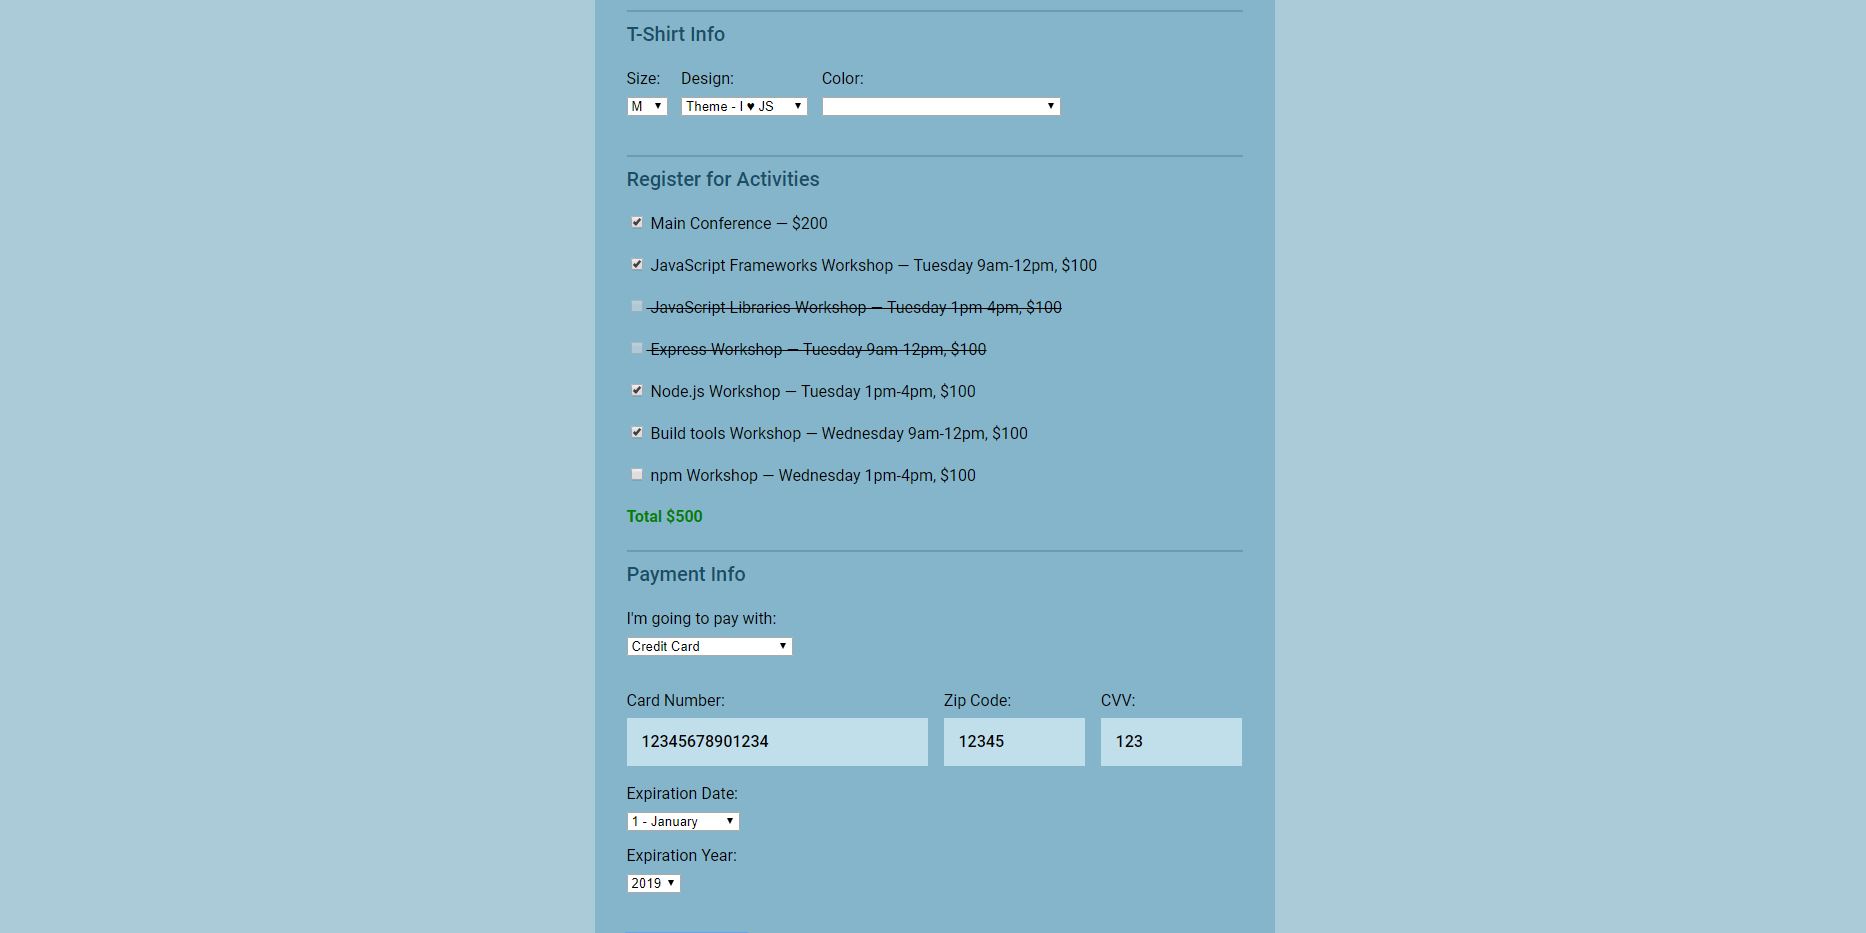 T-Shirt Info
Size: Design: Color:
M Theme - I ♥ JS
Register for Activities
Main Conference — $200
JavaScript Frameworks Workshop — Tuesday 9am-12pm, $100
JavaScript Libraries Workshop — Tuesday 1pm-4pm, $100
Express Workshop — Tuesday 9am-12pm, $100
Node.js Workshop — Tuesday 1pm-4pm, $100
Build tools Workshop — Wednesday 9am-12pm, $100
npm Workshop — Wednesday 1pm-4pm, $100
Total $500
Payment Info
I'm going to pay with:
Credit Card
Card Number: Zip Code: CVV:
12345678901234 12345 123
Expiration Date:
1 - January
Expiration Year:
2019